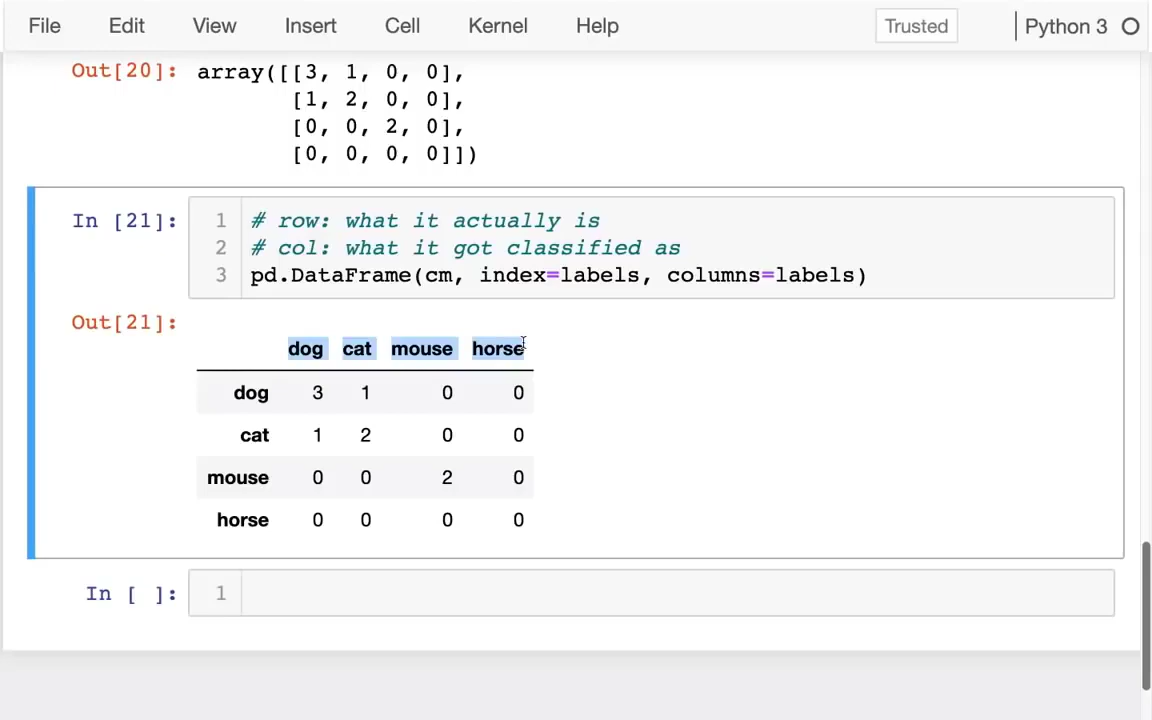 File Edit View Insert Cell Kernel Help Trusted Python 3
Out[20]: array([[3, 1, 0, 0],
[1, 2, 0, 0],
[0, 0, 2, 0],
[0, 0, 0, 0]])
In [21]: 1 # row: what it actually is
2 # col: what it got classified as
3 pd.DataFrame(cm, index=labels, columns=labels)
Out[21]:
dog cat mouse horse
dog 3 1 0 0
cat 1 2 0 0
mouse 0 0 2 0
horse 0 0 0 0
In [ ]: 1